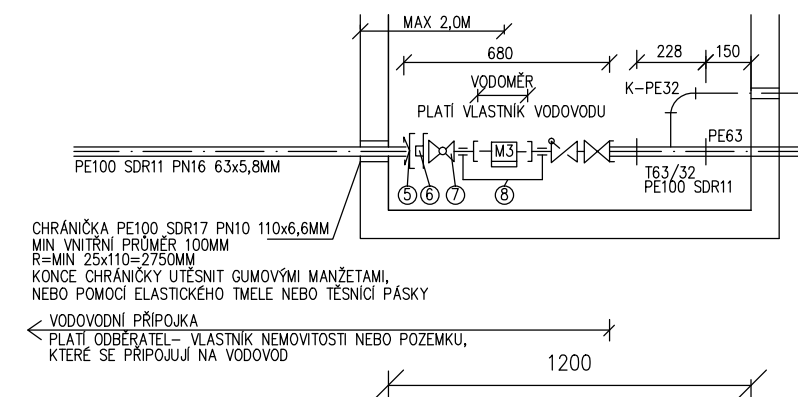 MAX 2,0M
680
228
150
VODOMĚR
K-PE32
PLATÍ VLASTNÍK VODOVODU
PE63
M3
PE100 SDR11 PN16 63x5,8MM
T63/32
PE100 SDR11
5
6
7
8
CHRÁNIČKA PE100 SDR17 PN10 110x6,6MM
MIN VNITŘNÍ PRŮMĚR 100MM
R=MIN 25x110=2750MM
KONCE CHRÁNIČKY UTĚSNIT GUMOVÝMI MANŽETAMI,
NEBO POMOCÍ ELASTICKÉHO TMELE NEBO TĚSNÍCÍ PÁSKY
VODOVODNÍ PŘÍPOJKA
PLATÍ ODBĚRATEL– VLASTNÍK NEMOVITOSTI NEBO POZEMKU,
KTERÉ SE PŘIPOJUJÍ NA VODOVOD
1200